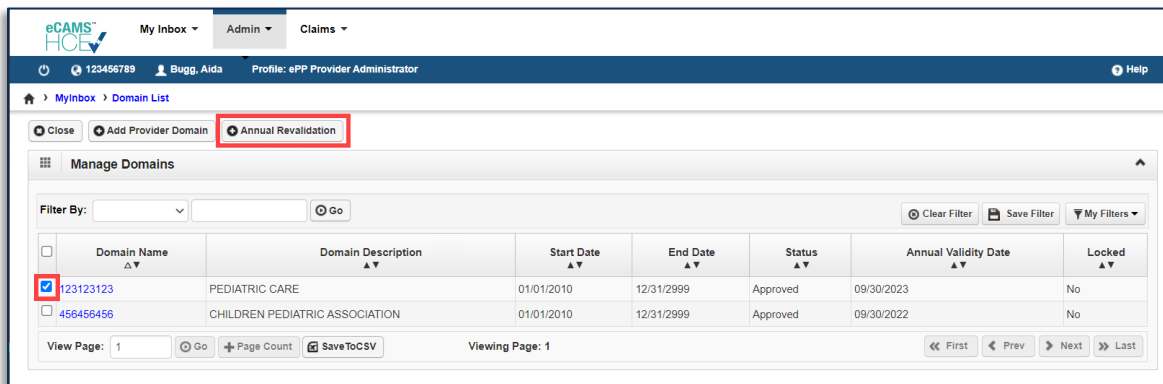 eCAMS™ My Inbox Admin Claims
HCE
123456789 Bugg, Aida Profile: ePP Provider Administrator Help
MyInbox > Domain List
Close Add Provider Domain Annual Revalidation
Manage Domains
Filter By: Go Clear Filter Save Filter My Filters
Domain Name Domain Description Start Date End Date Status Annual Validity Date Locked
123123123 PEDIATRIC CARE 01/01/2010 12/31/2999 Approved 09/30/2023 No
456456456 CHILDREN PEDIATRIC ASSOCIATION 01/01/2010 12/31/2999 Approved 09/30/2022 No
View Page: 1 Go Page Count SaveToCSV Viewing Page: 1 First Prev Next Last